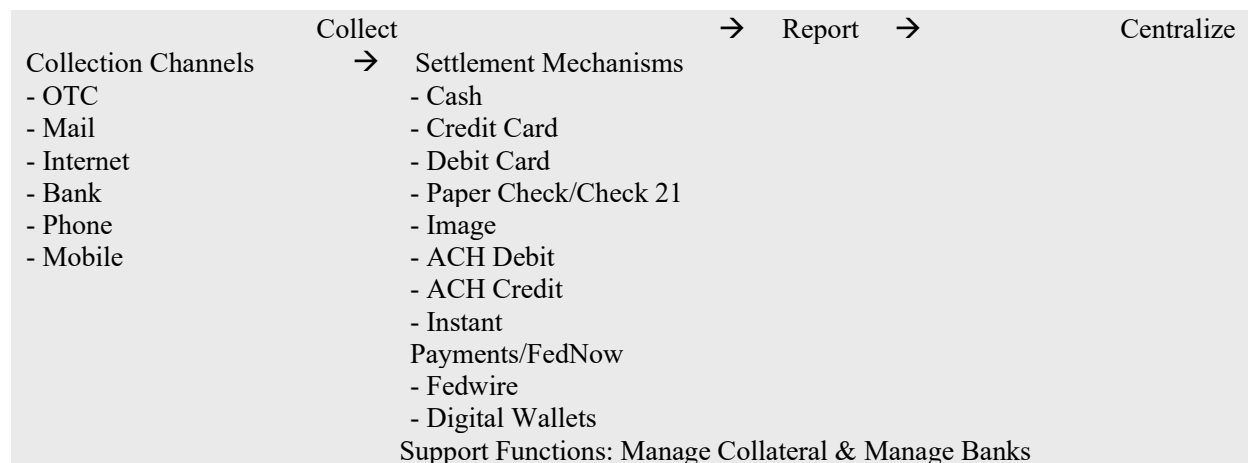 Collect → Report → Centralize
Collection Channels → Settlement Mechanisms
- OTC - Cash
- Mail - Credit Card
- Internet - Debit Card
- Bank - Paper Check/Check 21
- Phone - Image
- Mobile - ACH Debit
- ACH Credit
- Instant
Payments/FedNow
- Fedwire
- Digital Wallets
Support Functions: Manage Collateral & Manage Banks